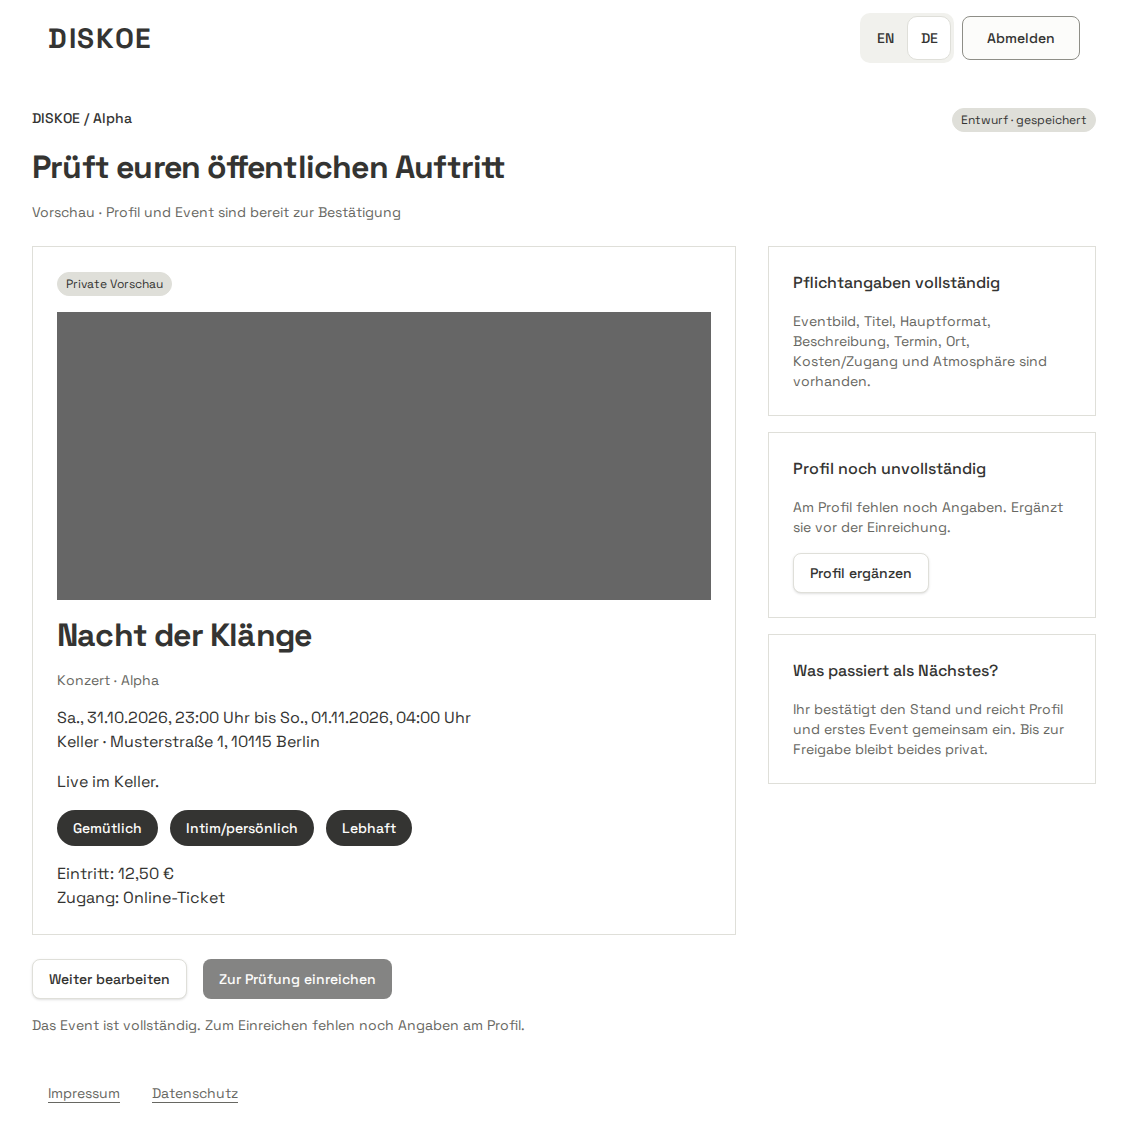 DISKOE
EN
DE
Abmelden
DISKOE / Alpha
Entwurf · gespeichert
Prüft euren öffentlichen Auftritt
Vorschau · Profil und Event sind bereit zur Bestätigung
Private Vorschau
Nacht der Klänge
Konzert · Alpha
Sa., 31.10.2026, 23:00 Uhr bis So., 01.11.2026, 04:00 Uhr
Keller · Musterstraße 1, 10115 Berlin
Live im Keller.
Gemütlich
Intim/persönlich
Lebhaft
Eintritt: 12,50 €
Zugang: Online-Ticket
Pflichtangaben vollständig
Eventbild, Titel, Hauptformat,
Beschreibung, Termin, Ort,
Kosten/Zugang und Atmosphäre sind
vorhanden.
Profil noch unvollständig
Am Profil fehlen noch Angaben. Ergänzt
sie vor der Einreichung.
Profil ergänzen
Was passiert als Nächstes?
Ihr bestätigt den Stand und reicht Profil
und erstes Event gemeinsam ein. Bis zur
Freigabe bleibt beides privat.
Weiter bearbeiten
Zur Prüfung einreichen
Das Event ist vollständig. Zum Einreichen fehlen noch Angaben am Profil.
Impressum
Datenschutz